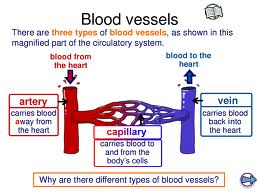 Blood vessels
There are three types of blood vessels, as shown in this
magnified part of the circulatory system.
blood from
the heart
blood to the
heart
artery
carries blood
away from
the heart
capillary
carries blood
to and from the
body's cells
vein
carries blood
back into
the heart
Why are there different types of blood vessels?